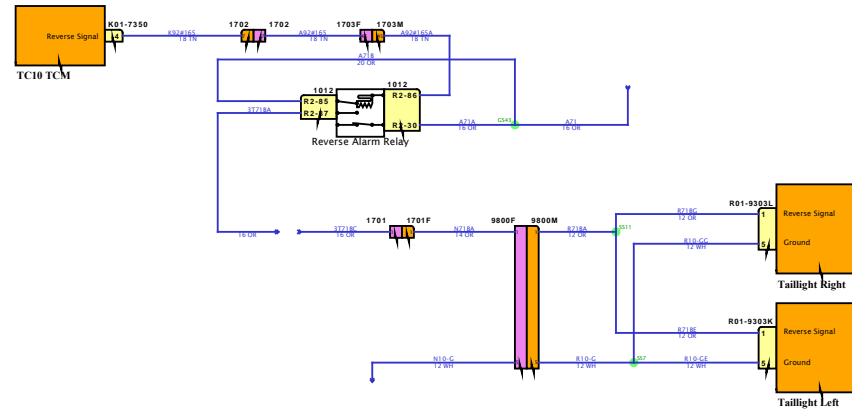 K01-7350
Reverse Signal
4
TC10 TCM
K92#16S
18 TN
1702 1702
A92#16S
18 TN
1703F 1703M
A92#16SA
18 TN
A71B
20 OR
1012
1012
R2-85
R2-87
R2-86
R2-30
Reverse Alarm Relay
3T718A
A71A
16 OR
GS43
A71
16 OR
16 OR
3T718C
16 OR
1701 1701F
N718A
14 OR
9800F 9800M
R718A
12 OR
SS11
R718G
12 OR
R01-9303L
1
Reverse Signal
R10-GG
12 WH
5
Ground
Taillight Right
R718E
12 OR
R01-9303K
1
Reverse Signal
N10-G
12 WH
R10-G
12 WH
SS7
R10-GE
12 WH
5
Ground
Taillight Left